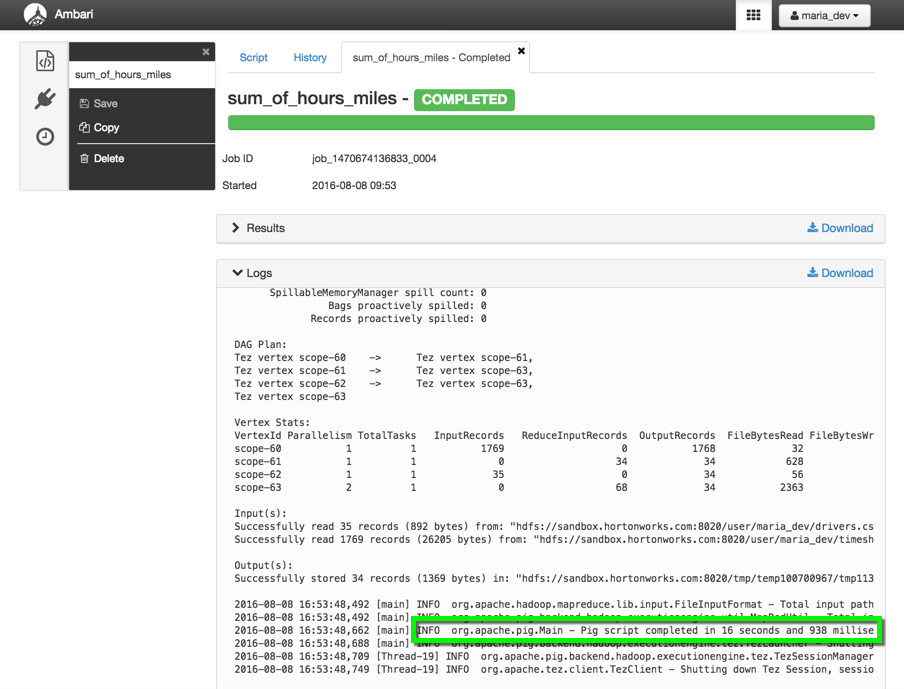 Ambari
maria_dev
sum_of_hours_miles
Save
Copy
Delete
Script History sum_of_hours_miles - Completed
sum_of_hours_miles - COMPLETED
Job ID job_1470674136833_0004
Started 2016-08-08 09:53
Results Download
Logs Download
SpillableMemoryManager spill count: 0
Bags proactively spilled: 0
Records proactively spilled: 0
DAG Plan:
Tez vertex scope-60 -> Tez vertex scope-61,
Tez vertex scope-61 -> Tez vertex scope-63,
Tez vertex scope-62 -> Tez vertex scope-63,
Tez vertex scope-63
Vertex Stats:
VertexId Parallelism TotalTasks InputRecords ReduceInputRecords OutputRecords FileBytesRead FileBytesWr
scope-60 1 1 1769 0 1768 32
scope-61 1 1 0 34 34 628
scope-62 1 1 35 0 34 56
scope-63 2 1 0 68 34 2363
Input(s):
Successfully read 35 records (892 bytes) from: "hdfs://sandbox.hortonworks.com:8020/user/maria_dev/drivers.cs
Successfully read 1769 records (26205 bytes) from: "hdfs://sandbox.hortonworks.com:8020/user/maria_dev/timesh
Output(s):
Successfully stored 34 records (1369 bytes) in: "hdfs://sandbox.hortonworks.com:8020/tmp/temp100700967/tmp113
2016-08-08 16:53:48,492 [main] INFO org.apache.hadoop.mapreduce.lib.input.FileInputFormat - Total input path
2016-08-08 16:53:48,492 [main]
2016-08-08 16:53:48,662 [main] INFO org.apache.pig.Main - Pig script completed in 16 seconds and 938 millise
2016-08-08 16:53:48,688 [main]
2016-08-08 16:53:48,709 [Thread-19] INFO org.apache.pig.backend.hadoop.executionengine.tez.TezSessionManager
2016-08-08 16:53:48,749 [Thread-19] INFO org.apache.tez.client.TezClient - Shutting down Tez Session, sessio